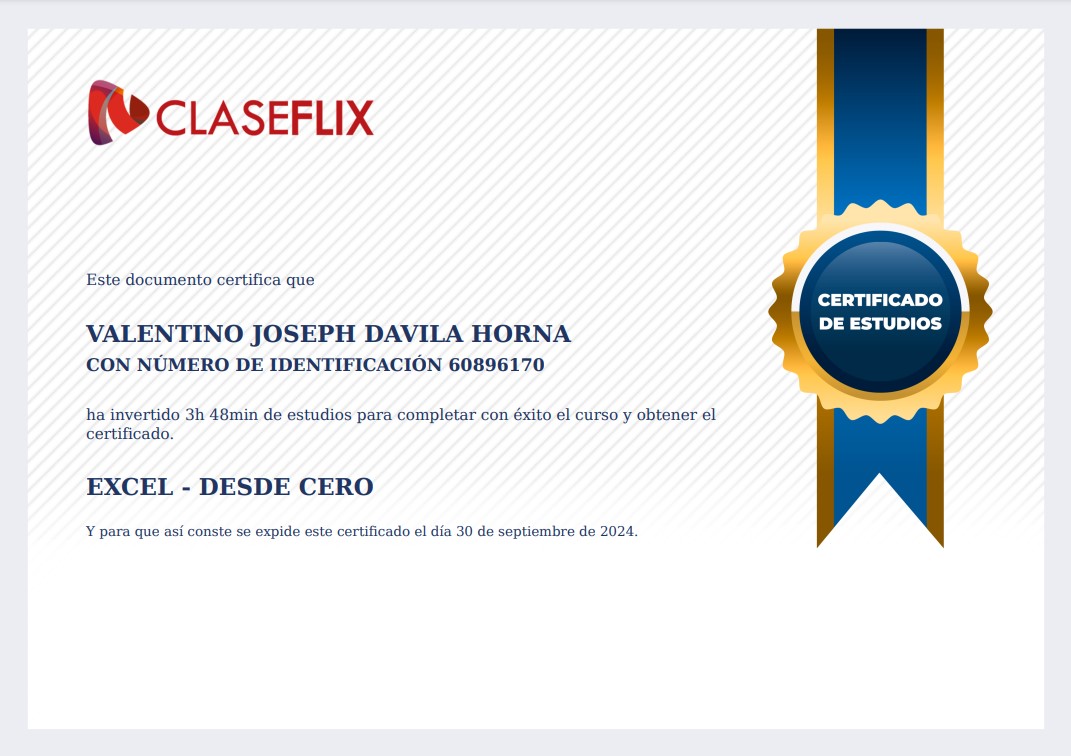 CLASEFLIX
Este documento certifica que
VALENTINO JOSEPH DAVILA HORNA
CON NÚMERO DE IDENTIFICACIÓN 60896170
ha invertido 3h 48min de estudios para completar con éxito el curso y obtener el
certificado.
EXCEL - DESDE CERO
Y para que así conste se expide este certificado el día 30 de septiembre de 2024.
CERTIFICADO
DE ESTUDIOS